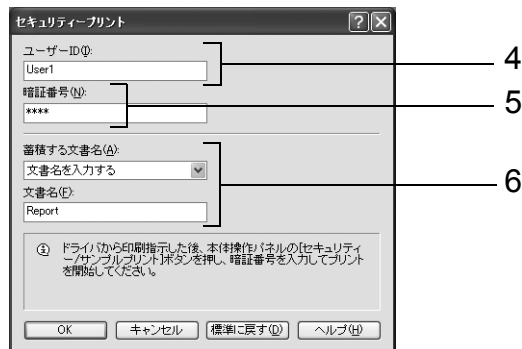 セキュリティープリント
ユーザーID(I):
User1
4
暗証番号(N):
****
5
蓄積する文書名(A):
文書名を入力する
6
文書名(F):
Report
ドライバから印刷指示した後、本体操作パネルの[セキュリティ
ー/サンプルプリント]ボタンを押し、暗証番号を入力してプリント
を開始してください。
OK キャンセル 標準に戻す(D) ヘルプ(H)